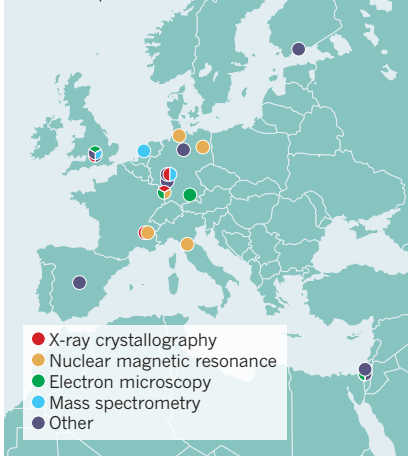 X-ray crystallography
Nuclear magnetic resonance
Electron microscopy
Mass spectrometry
Other